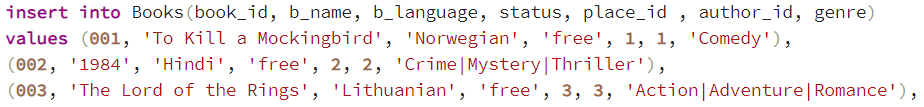 insert into Books(book_id, b_name, b_language, status, place_id , author_id, genre)
values (001, 'To Kill a Mockingbird', 'Norwegian', 'free', 1, 1, 'Comedy'),
(002, '1984', 'Hindi', 'free', 2, 2, 'Crime|Mystery|Thriller'),
(003, 'The Lord of the Rings', 'Lithuanian', 'free', 3, 3, 'Action|Adventure|Romance'),